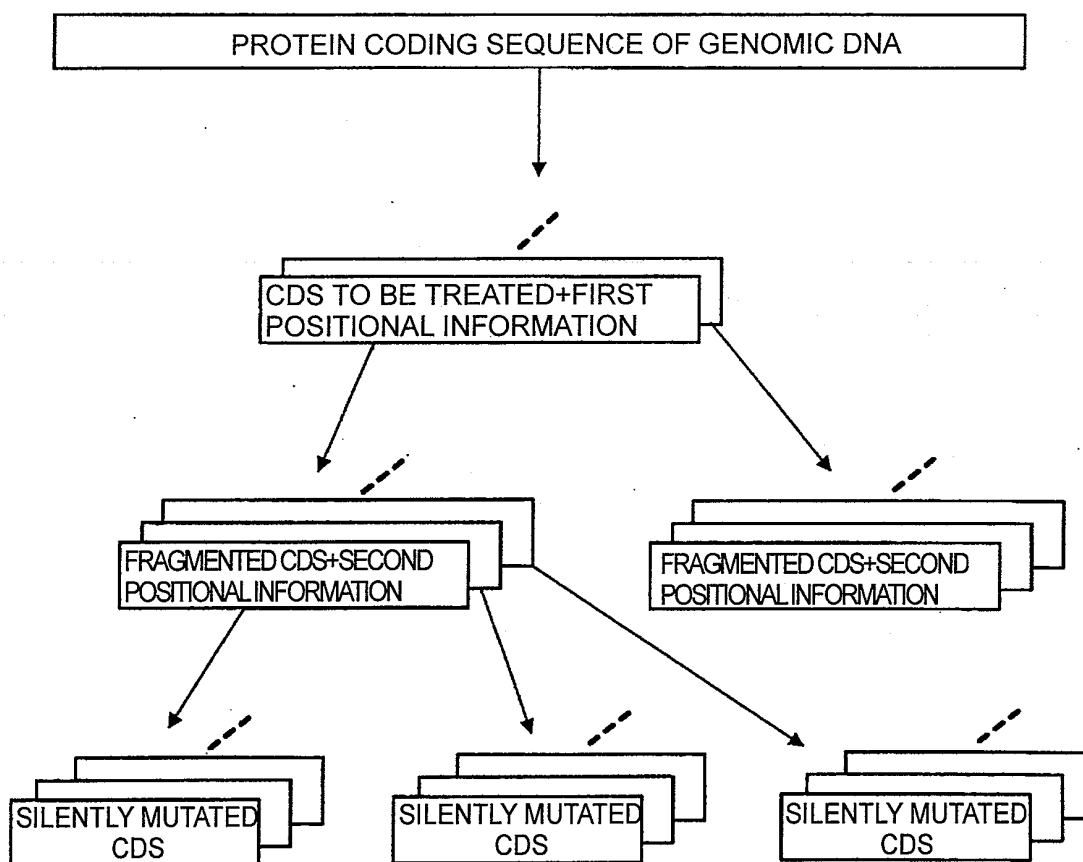 PROTEIN CODING SEQUENCE OF GENOMIC DNA
CDS TO BE TREATED+FIRST
POSITIONAL INFORMATION
FRAGMENTED CDS+SECOND
POSITIONAL INFORMATION
FRAGMENTED CDS+SECOND
POSITIONAL INFORMATION
SILENTLY MUTATED
CDS
SILENTLY MUTATED
CDS
SILENTLY MUTATED
CDS